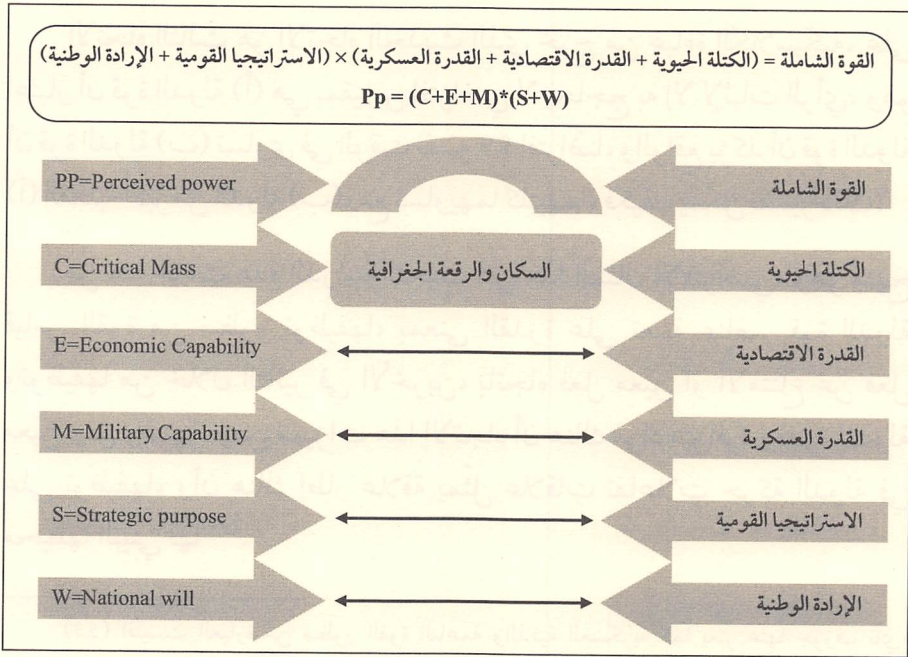 القوة الشاملة = (الكتلة الحيوية + القدرة الاقتصادية + القدرة العسكرية) × (الاستراتيجيا القومية + الإرادة الوطنية)
Pp = (C+E+M)*(S+W)
PP=Perceived power
القوة الشاملة
C=Critical Mass
السكان والرقعة الجغرافية
الكتلة الحيوية
E=Economic Capability
القدرة الاقتصادية
M=Military Capability
القدرة العسكرية
S=Strategic purpose
الاستراتيجيا القومية
W=National will
الإرادة الوطنية